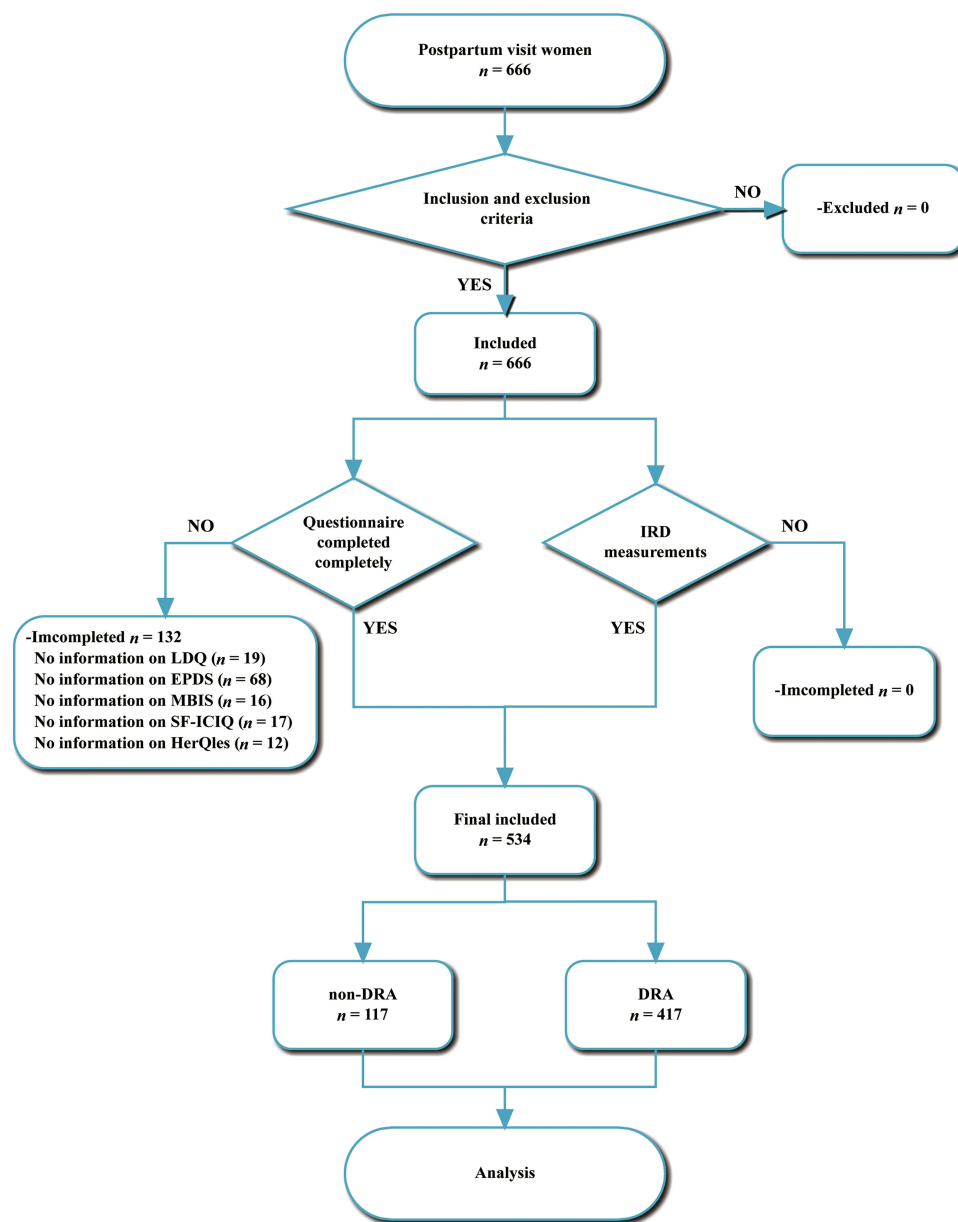 Postpartum visit women
n = 666
Inclusion and exclusion
criteria
NO
-Excluded n = 0
YES
Included
n = 666
Questionnaire
completed
completely
NO
YES
IRD
measurements
NO
YES
-Imcompleted n = 132
No information on LDQ (n = 19)
No information on EPDS (n = 68)
No information on MBIS (n = 16)
No information on SF-ICIQ (n = 17)
No information on HerQles (n = 12)
-Imcompleted n = 0
Final included
n = 534
non-DRA
n = 117
DRA
n = 417
Analysis